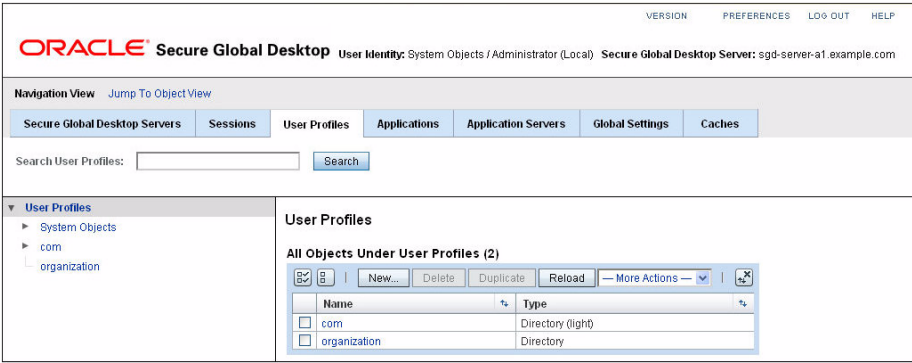 VERSION PREFERENCES LOG OUT HELP
ORACLE Secure Global Desktop User Identity: System Objects / Administrator (Local) Secure Global Desktop Server: sgd-server-a1.example.com
Navigation View Jump To Object View
Secure Global Desktop Servers Sessions User Profiles Applications Application Servers Global Settings Caches
Search User Profiles: Search
User Profiles
System Objects
com
organization
User Profiles
All Objects Under User Profiles (2)
New... Delete Duplicate Reload — More Actions —
Name Type
com Directory (light)
organization Directory